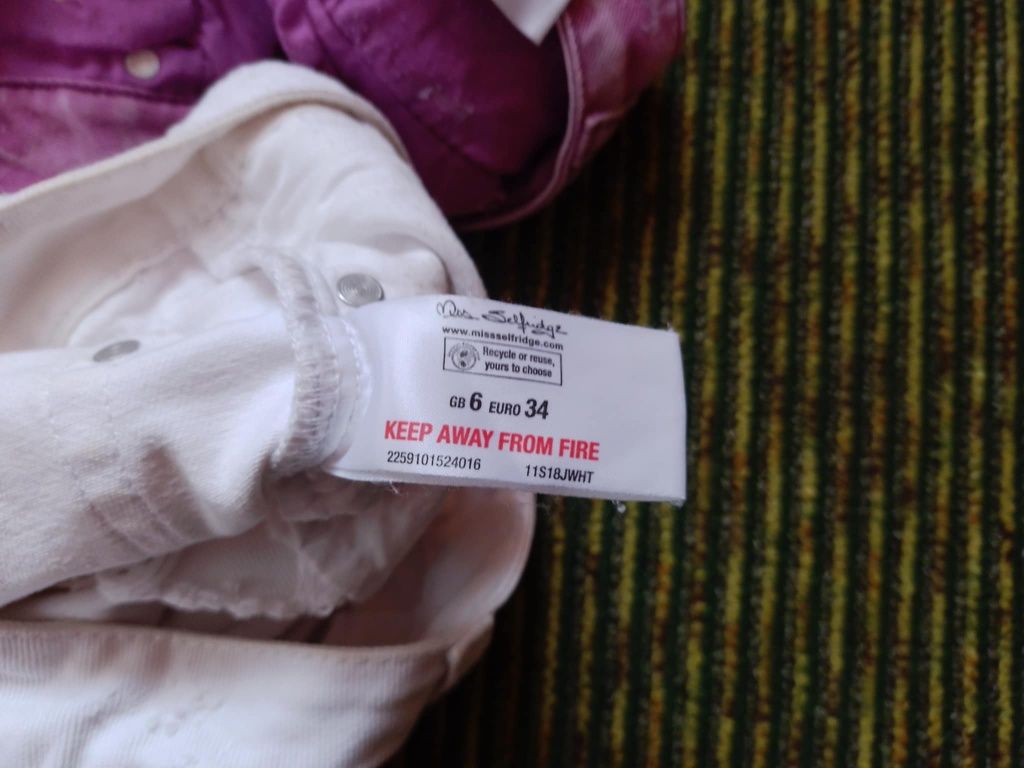 Miss Selfridge
www.missselfridge.com
Recycle or reuse,
yours to choose
GB 6 EURO 34
KEEP AWAY FROM FIRE
2259101524016 11S18JWHT